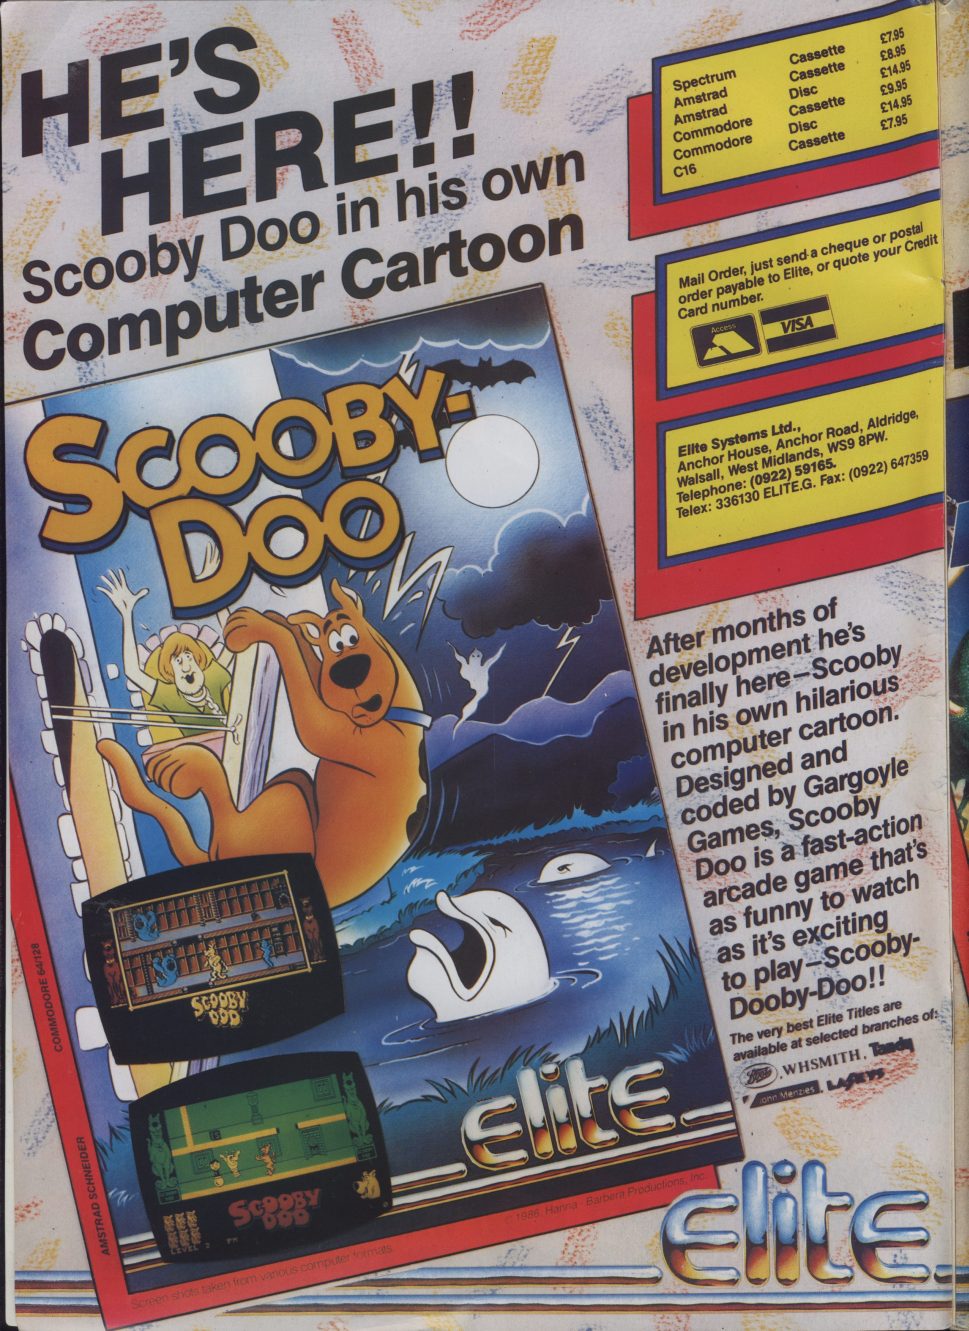 HE'S
HERE!!
Scooby Doo in his own
Computer Cartoon
SCOOBY-
DOO
COMMODORE 64/128
SCOOBY
DOO
AMSTRAD SCHNEIDER
SCOOBY
DOO
LEVEL 2
elite
© 1986, Hanna - Barbera Productions, Inc.
Screen shots taken from various computer formats.
Spectrum Cassette £7.95
Amstrad Cassette £8.95
Amstrad Disc £14.95
Commodore Cassette £9.95
Commodore Disc £14.95
C16 Cassette £7.95
Mail Order, just send a cheque or postal
order payable to Elite, or quote your Credit
Card number.
Access
VISA
Elite Systems Ltd.,
Anchor House, Anchor Road, Aldridge,
Walsall, West Midlands, WS9 8PW.
Telephone: (0922) 59165.
Telex: 336130 ELITE.G. Fax: (0922) 647359
After months of
development he's
finally here—Scooby
in his own hilarious
computer cartoon.
Designed and
coded by Gargoyle
Games, Scooby
Doo is a fast-action
arcade game that's
as funny to watch
as it's exciting
to play—Scooby-
Dooby-Doo!!
The very best Elite Titles are
available at selected branches of:
Boots, WHSMITH, Tandy
John Menzies, LASKYS
elite